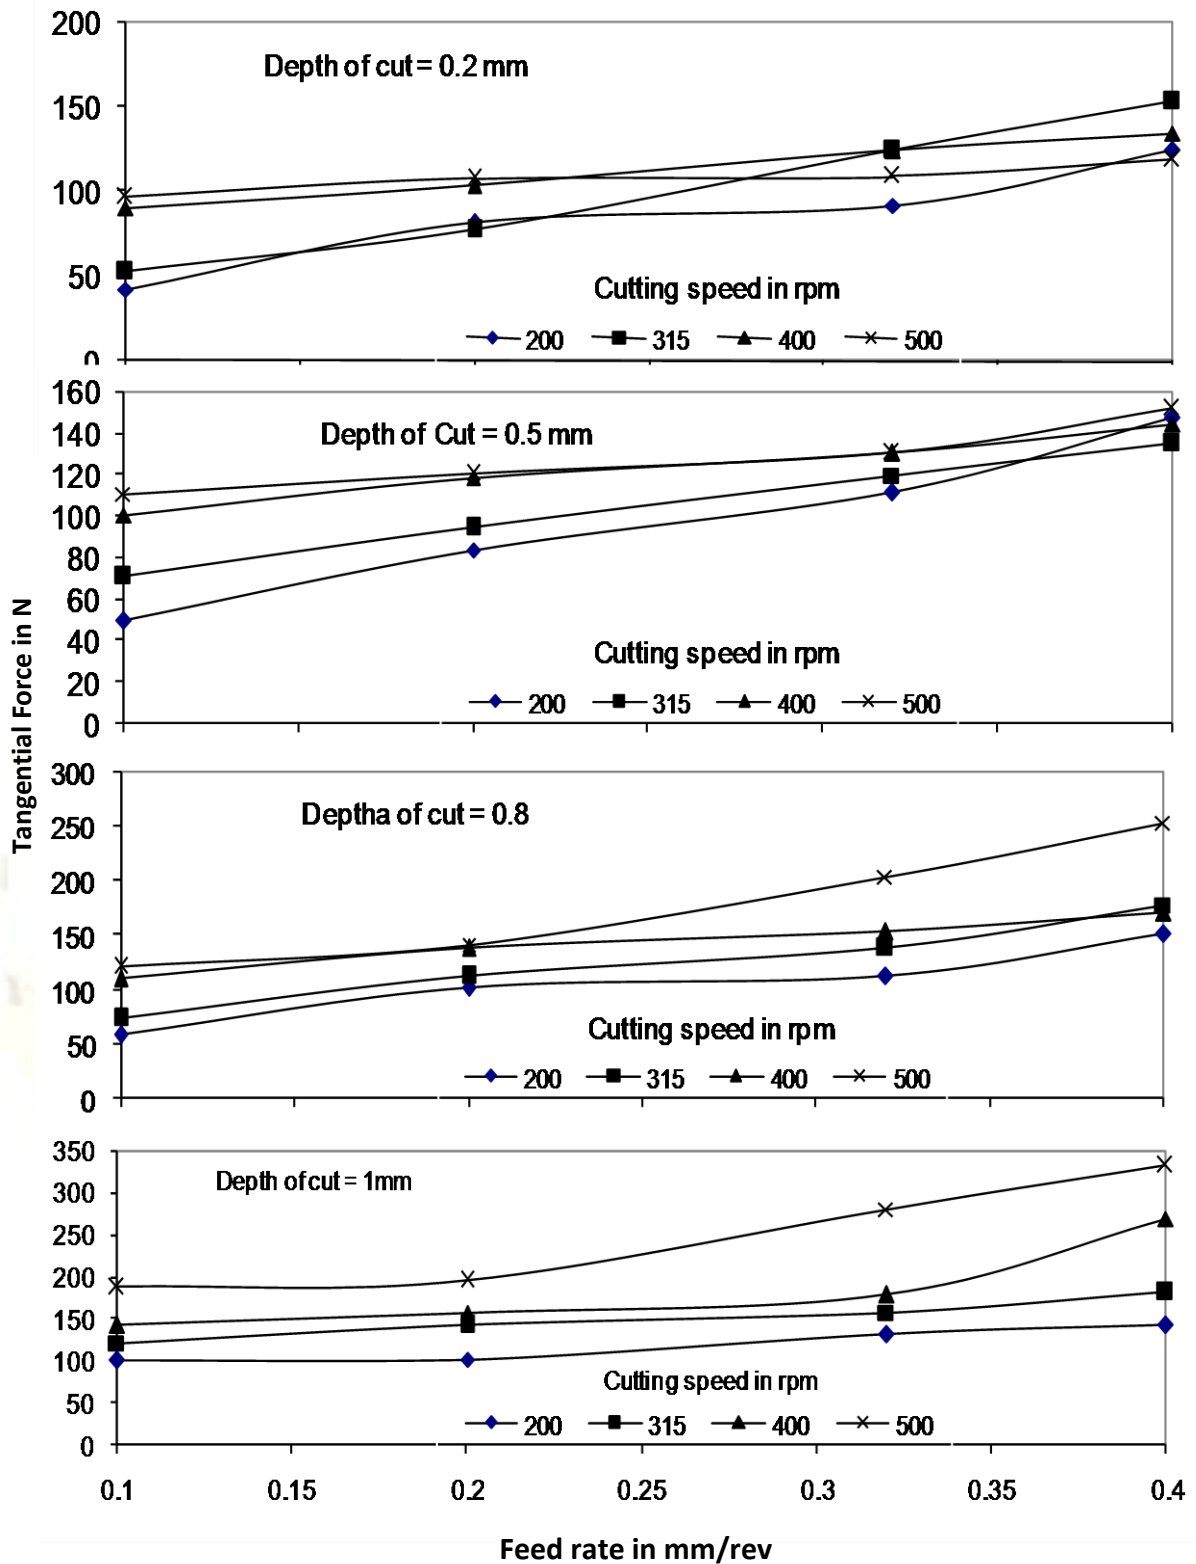 200
Depth of cut = 0.2 mm
150
100
50
Cutting speed in rpm
200 315 400 500
0
160
140
Depth of Cut = 0.5 mm
120
100
80
60
40
Cutting speed in rpm
20
200 315 400 500
0
Tangential Force in N
300
Deptha of cut = 0.8
250
200
150
100
Cutting speed in rpm
50
200 315 400 500
0
350
Depth of cut = 1mm
300
250
200
150
100
Cutting speed in rpm
50
200 315 400 500
0
0.1 0.15 0.2 0.25 0.3 0.35 0.4
Feed rate in mm/rev